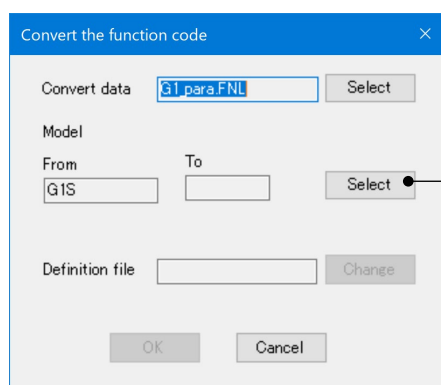 Convert the function code
Convert data G1_para.FNL Select
Model
From To
G1S Select
Definition file Change
OK Cancel